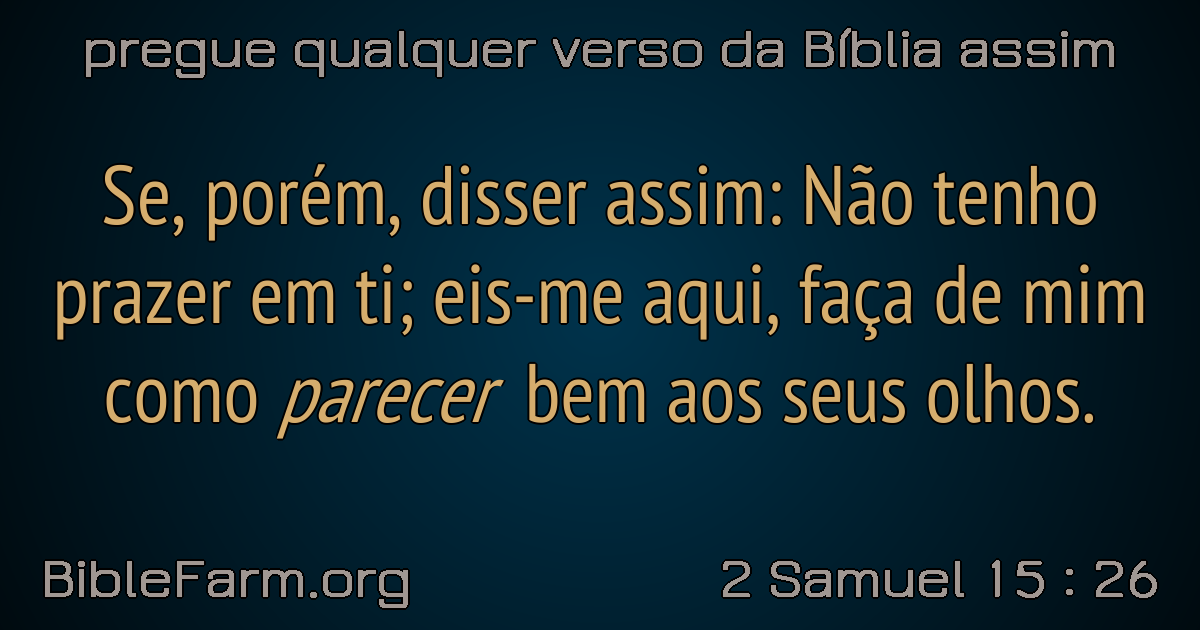 pregue qualquer verso da Bíblia assim
Se, porém, disser assim: Não tenho
prazer em ti; eis-me aqui, faça de mim
como parecer bem aos seus olhos.
BibleFarm.org
2 Samuel 15 : 26